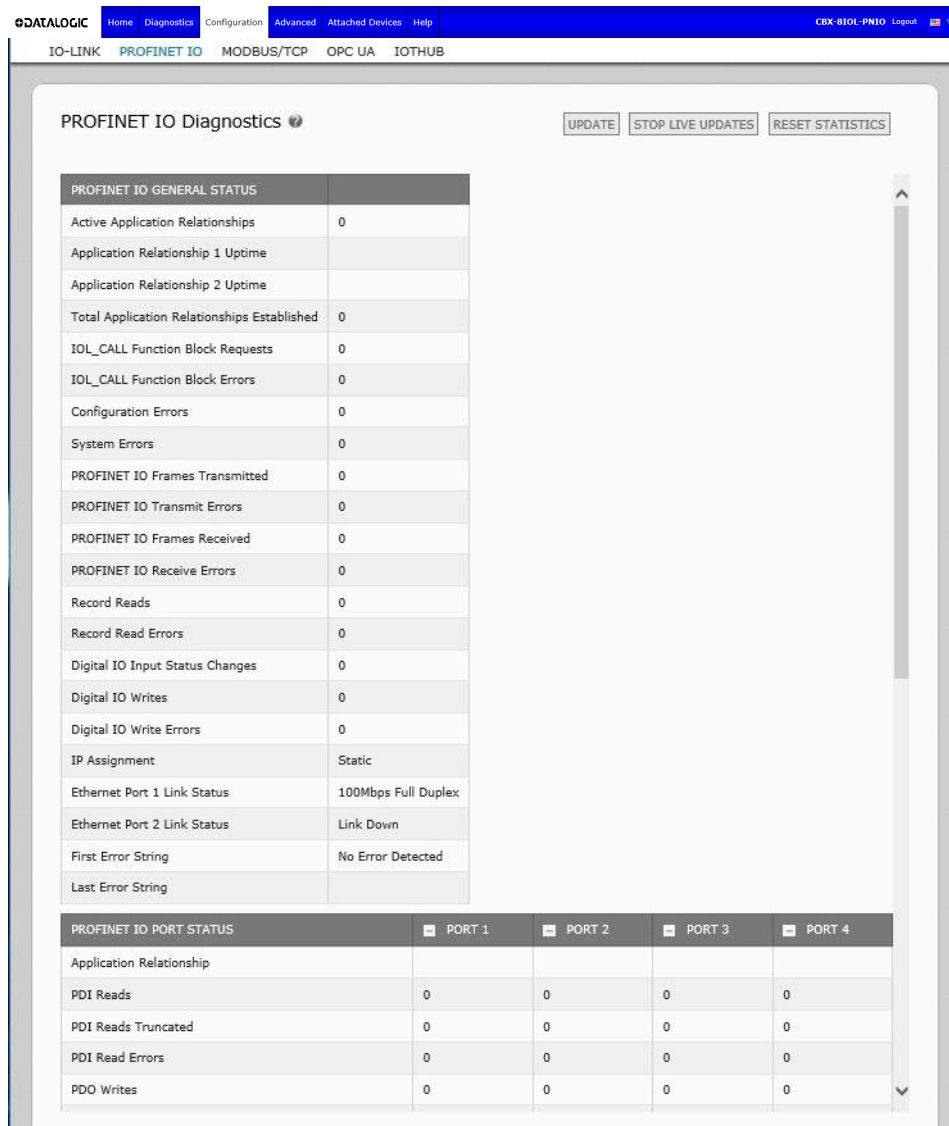 DATALOGIC Home Diagnostics Configuration Advanced Attached Devices Help CBX-8IOL-PNIO Logout
IO-LINK PROFINET IO MODBUS/TCP OPC UA IOTHUB
PROFINET IO Diagnostics ?
UPDATE STOP LIVE UPDATES RESET STATISTICS
PROFINET IO GENERAL STATUS
Active Application Relationships 0
Application Relationship 1 Uptime
Application Relationship 2 Uptime
Total Application Relationships Established 0
IOL_CALL Function Block Requests 0
IOL_CALL Function Block Errors 0
Configuration Errors 0
System Errors 0
PROFINET IO Frames Transmitted 0
PROFINET IO Transmit Errors 0
PROFINET IO Frames Received 0
PROFINET IO Receive Errors 0
Record Reads 0
Record Read Errors 0
Digital IO Input Status Changes 0
Digital IO Writes 0
Digital IO Write Errors 0
IP Assignment Static
Ethernet Port 1 Link Status 100Mbps Full Duplex
Ethernet Port 2 Link Status Link Down
First Error String No Error Detected
Last Error String
PROFINET IO PORT STATUS PORT 1 PORT 2 PORT 3 PORT 4
Application Relationship
PDI Reads 0 0 0 0
PDI Reads Truncated 0 0 0 0
PDI Read Errors 0 0 0 0
PDO Writes 0 0 0 0